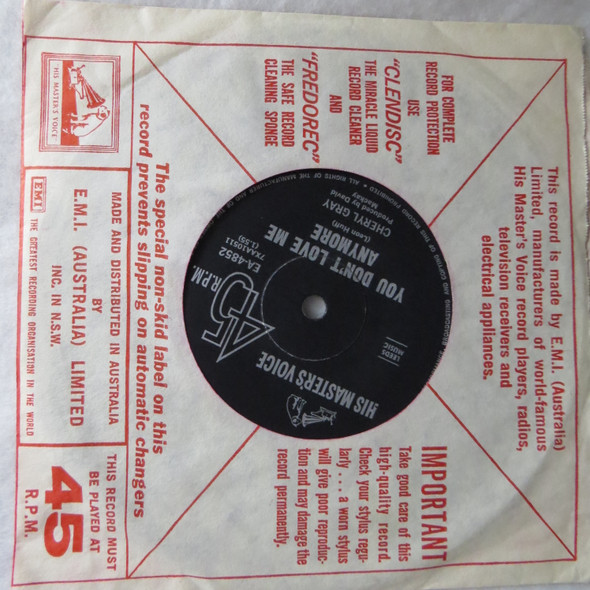 FOR COMPLETE
RECORD PROTECTION
USE
"CLENDISC"
THE MIRACLE LIQUID
RECORD CLEANER
AND
"FREDOREC"
THE SAFE RECORD
CLEANING SPONGE
This record is made by E.M.I. (Australia)
Limited, manufacturers of world-famous
His Master's Voice record players, radios,
television receivers and
electrical appliances.
IMPORTANT
Take good care of this
high-quality record.
Check your stylus regu-
larly . . . a worn stylus
will give poor reproduc-
tion and may damage the
record permanently.
HIS MASTER'S VOICE
45
R.P.M.
LEEDS
MUSIC
EA-4852
7XAA10511
(1.59)
YOU DON'T LOVE ME
ANYMORE
(Leon Huff)
CHERYL GRAY
Produced by David
Mackay
The special non-skid label on this
record prevents slipping on automatic changers
"HIS MASTER'S VOICE"
MADE AND DISTRIBUTED IN AUSTRALIA
BY
E.M.I. (AUSTRALIA) LIMITED
INC. IN N.S.W.
EMI THE GREATEST RECORDING ORGANISATION IN THE WORLD
THIS RECORD MUST
BE PLAYED AT
45
R.P.M.